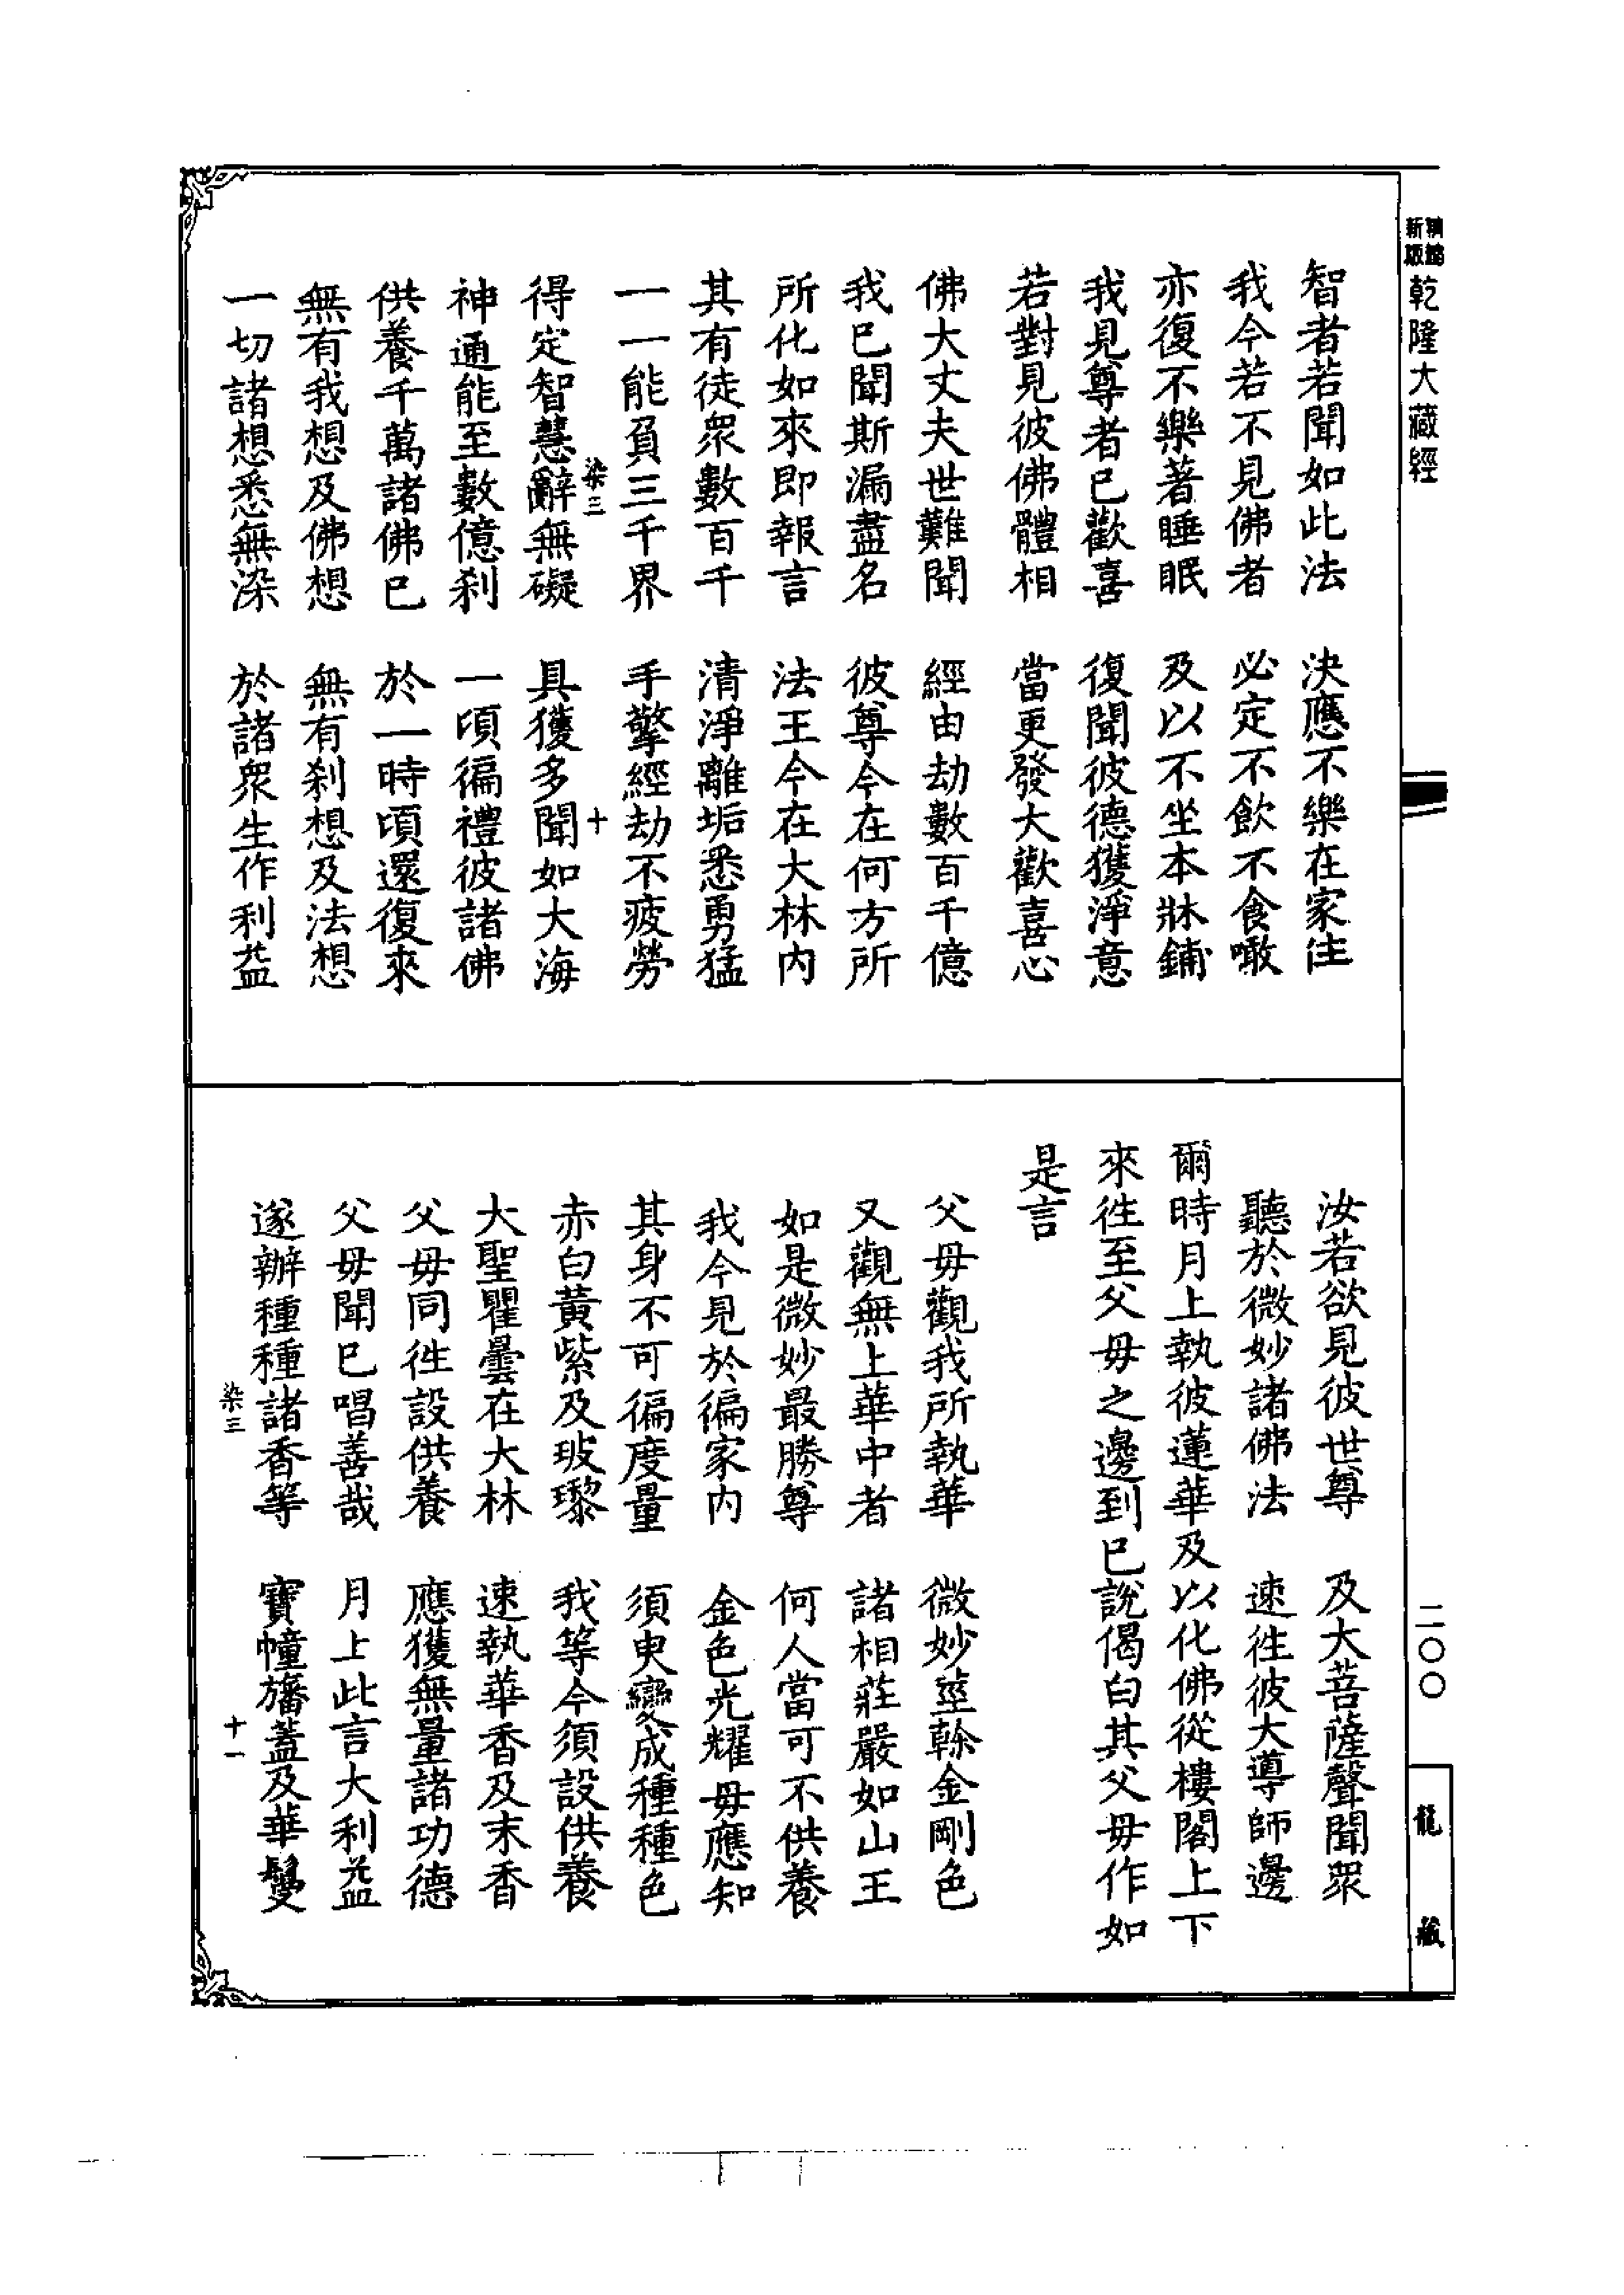 新版 精縮 乾隆大藏經
智者若聞如此法　決應不樂在家住
我今若不見佛者　必定不飲不食噉
亦復不樂著睡眠　及以不坐本牀鋪
我見尊者已歡喜　復聞彼德獲淨意
若對見彼佛體相　當更發大歡喜心
佛大丈夫世難聞　經由劫數百千億
我已聞斯漏盡名　彼尊今在何方所
所化如來即報言　法王今在大林內
其有徒衆數百千　清淨離垢悉勇猛
一一能負三千界　手擎經劫不疲勞
染三　十
得定智慧辭無礙　具獲多聞如大海
神通能至數億刹　一頃徧禮彼諸佛
供養千萬諸佛已　於一時頃還復來
無有我想及佛想　無有刹想及法想
一切諸想悉無染　於諸衆生作利益
汝若欲見彼世尊　及大菩薩聲聞衆
聽於微妙諸佛法　速往彼大導師邊
爾時月上執彼蓮華及以化佛從樓閣上下
來往至父母之邊到已說偈白其父母作如
是言
父母觀我所執華　微妙莖榦金剛色
又觀無上華中者　諸相莊嚴如山王
如是微妙最勝尊　何人當可不供養
我今見於徧家內　金色光耀母應知
其身不可徧度量　須臾變成種種色
赤白黃紫及玻瓈　我等今須設供養
大聖瞿曇在大林　速執華香及末香
父母同往設供養　應獲無量諸功德
父母聞已唱善哉　月上此言大利益
遂辦種種諸香等　寶幢旛蓋及華鬘
染三　十一
二〇〇
龍藏